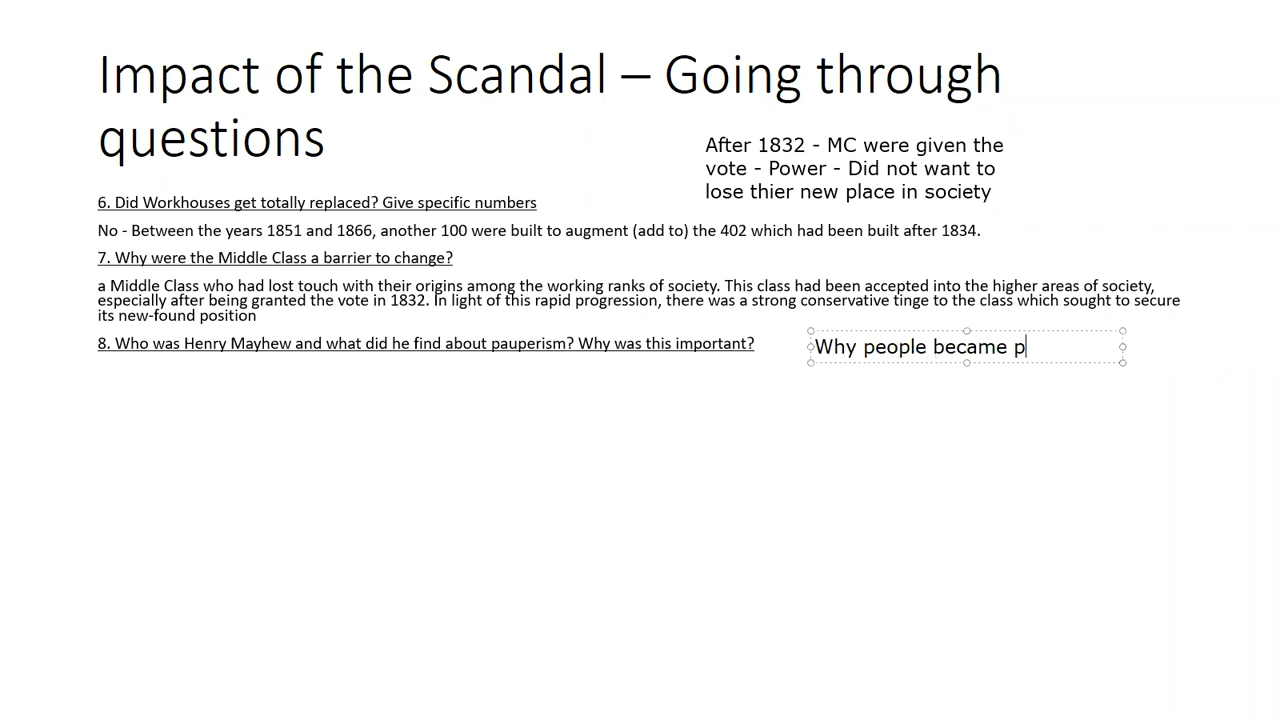 Impact of the Scandal – Going through
questions
After 1832 - MC were given the
vote - Power - Did not want to
lose thier new place in society
6. Did Workhouses get totally replaced? Give specific numbers
No - Between the years 1851 and 1866, another 100 were built to augment (add to) the 402 which had been built after 1834.
7. Why were the Middle Class a barrier to change?
a Middle Class who had lost touch with their origins among the working ranks of society. This class had been accepted into the higher areas of society,
especially after being granted the vote in 1832. In light of this rapid progression, there was a strong conservative tinge to the class which sought to secure
its new-found position
8. Who was Henry Mayhew and what did he find about pauperism? Why was this important?
Why people became p